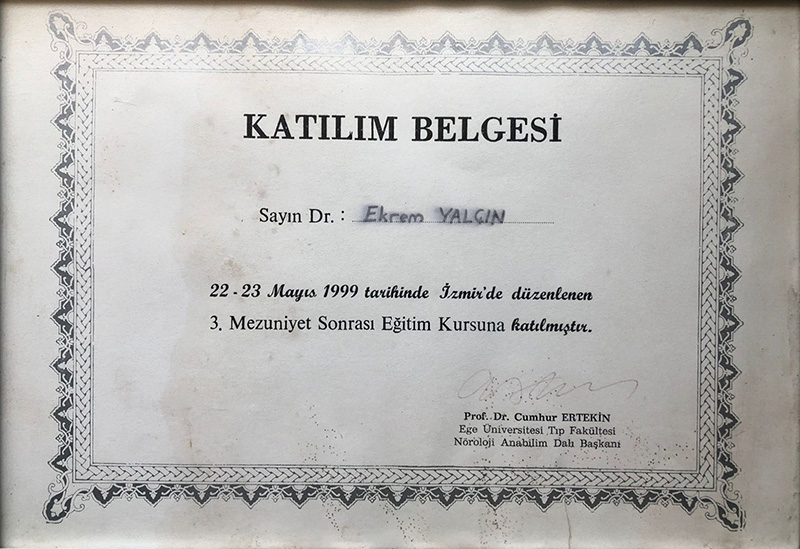 KATILIM BELGESİ
Sayın Dr. : Ekrem YALÇIN
22 - 23 Mayıs 1999 tarihinde İzmir'de düzenlenen
3. Mezuniyet Sonrası Eğitim Kursuna katılmıştır.
Prof. Dr. Cumhur ERTEKİN
Ege Üniversitesi Tıp Fakültesi
Nöroloji Anabilim Dalı Başkanı